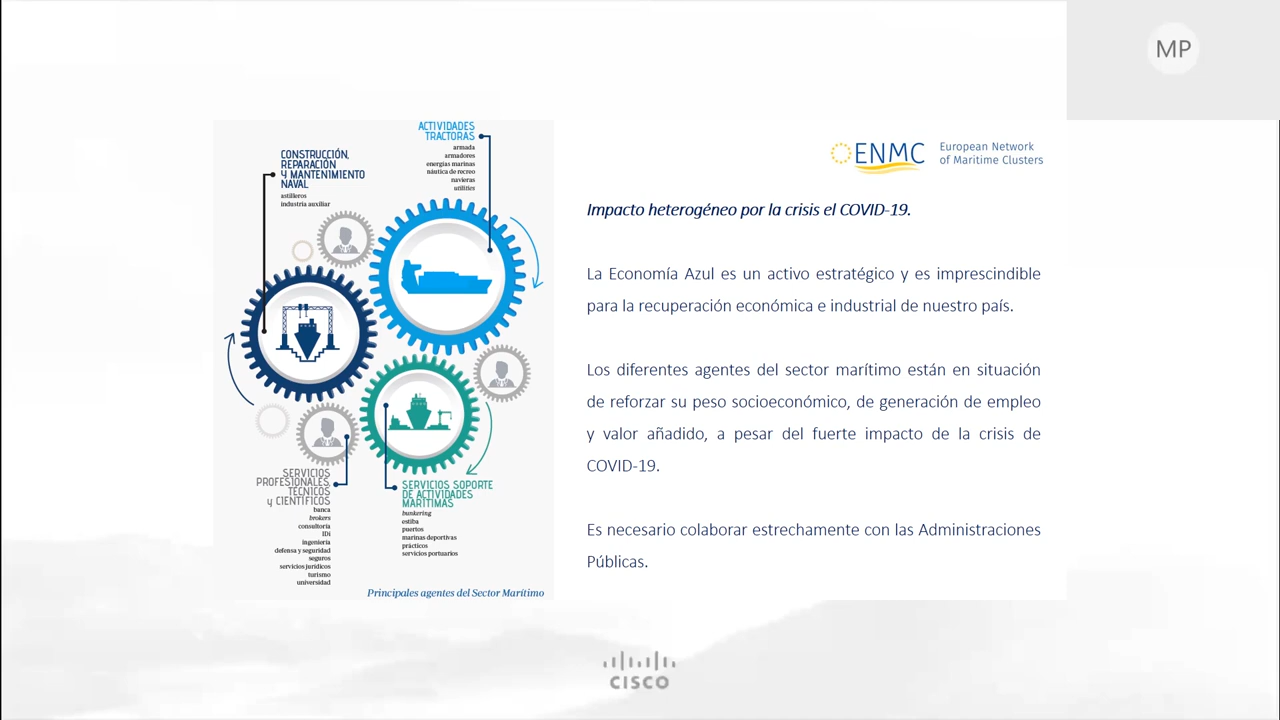 MP
ACTIVIDADES
TRACTORAS
armada
armadores
energías marinas
náutica de recreo
navieras
utilities
CONSTRUCCIÓN,
REPARACIÓN
Y MANTENIMIENTO
NAVAL
astilleros
industria auxiliar
SERVICIOS
PROFESIONALES,
TÉCNICOS
y CIENTÍFICOS
banca
brokers
consultoría
IDi
ingeniería
defensa y seguridad
seguros
servicios jurídicos
turismo
universidad
SERVICIOS SOPORTE
DE ACTIVIDADES
MARÍTIMAS
bunkering
estiba
puertos
marinas deportivas
prácticos
servicios portuarios
Principales agentes del Sector Marítimo
ENMC
European Network
of Maritime Clusters
Impacto heterogéneo por la crisis el COVID-19.
La Economía Azul es un activo estratégico y es imprescindible
para la recuperación económica e industrial de nuestro país.
Los diferentes agentes del sector marítimo están en situación
de reforzar su peso socioeconómico, de generación de empleo
y valor añadido, a pesar del fuerte impacto de la crisis de
COVID-19.
Es necesario colaborar estrechamente con las Administraciones
Públicas.
CISCO